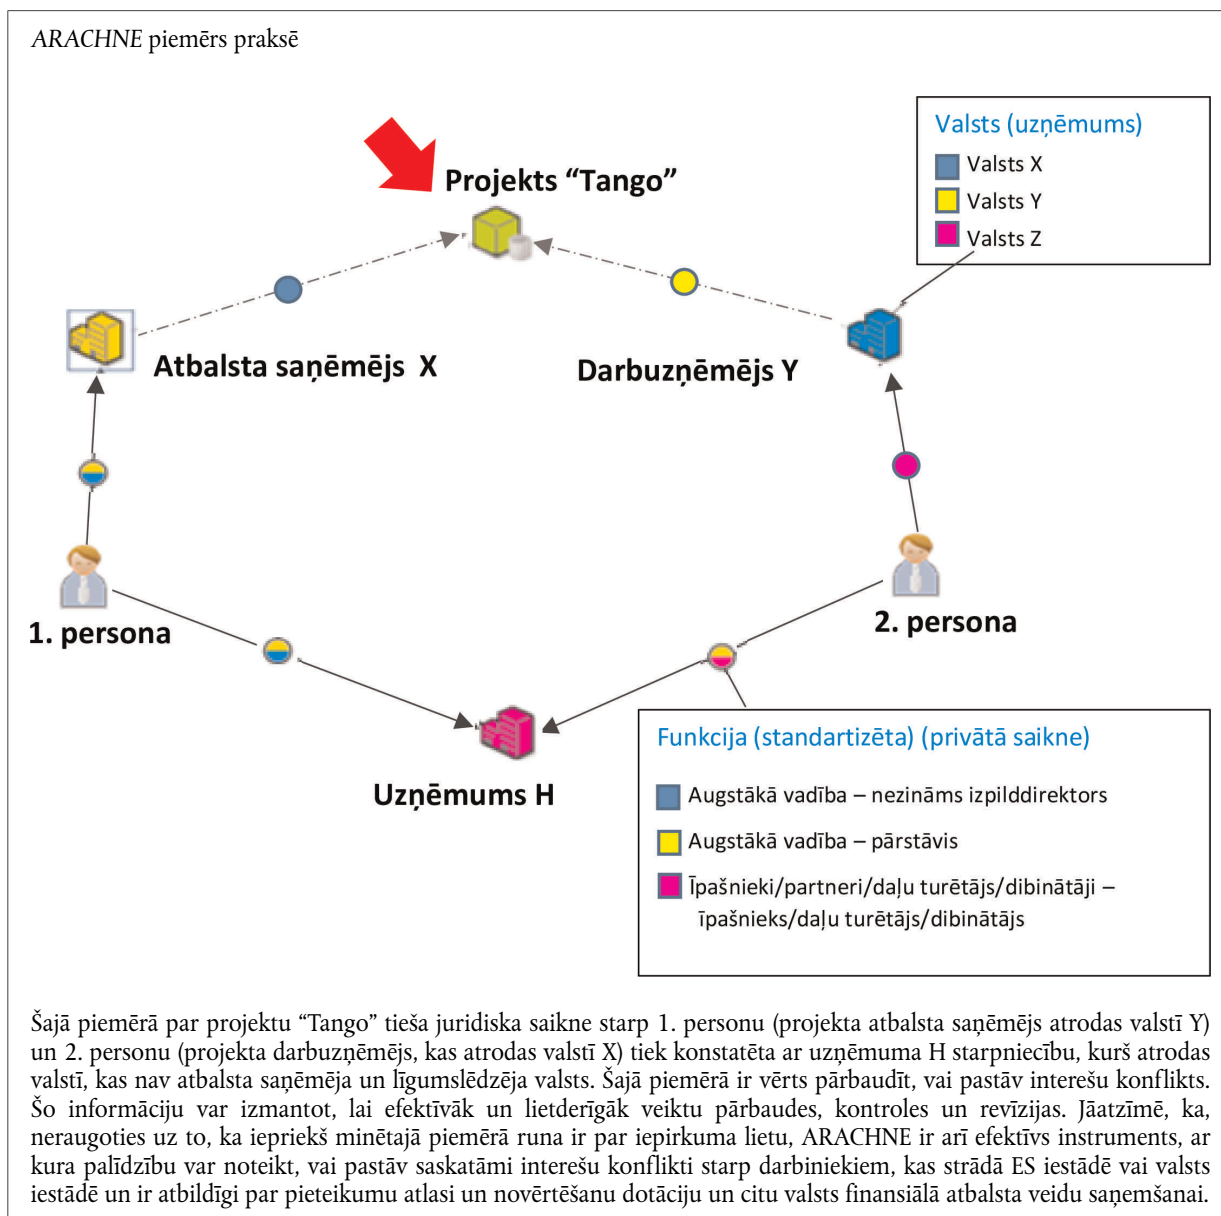 ARACHNE piemērs praksē
Valsts (uzņēmums)
Valsts X
Valsts Y
Valsts Z
Projekts “Tango”
Atbalsta saņēmējs X
Darbuzņēmējs Y
1. persona
2. persona
Uzņēmums H
Funkcija (standartizēta) (privātā saikne)
Augstākā vadība – nezināms izpilddirektors
Augstākā vadība – pārstāvis
Īpašnieki/partneri/daļu turētājs/dibinātāji –
īpašnieks/daļu turētājs/dibinātājs
Šajā piemērā par projektu “Tango” tieša juridiska saikne starp 1. personu (projekta atbalsta saņēmējs atrodas valstī Y)
un 2. personu (projekta darbuzņēmējs, kas atrodas valstī X) tiek konstatēta ar uzņēmuma H starpniecību, kurš atrodas
valstī, kas nav atbalsta saņēmēja un līgumslēdzēja valsts. Šajā piemērā ir vērts pārbaudīt, vai pastāv interešu konflikts.
Šo informāciju var izmantot, lai efektīvāk un lietderīgāk veiktu pārbaudes, kontroles un revīzijas. Jāatzīmē, ka,
neraugoties uz to, ka iepriekš minētajā piemērā runa ir par iepirkuma lietu, ARACHNE ir arī efektīvs instruments, ar
kura palīdzību var noteikt, vai pastāv saskatāmi interešu konflikti starp darbiniekiem, kas strādā ES iestādē vai valsts
iestādē un ir atbildīgi par pieteikumu atlasi un novērtēšanu dotāciju un citu valsts finansiālā atbalsta veidu saņemšanai.